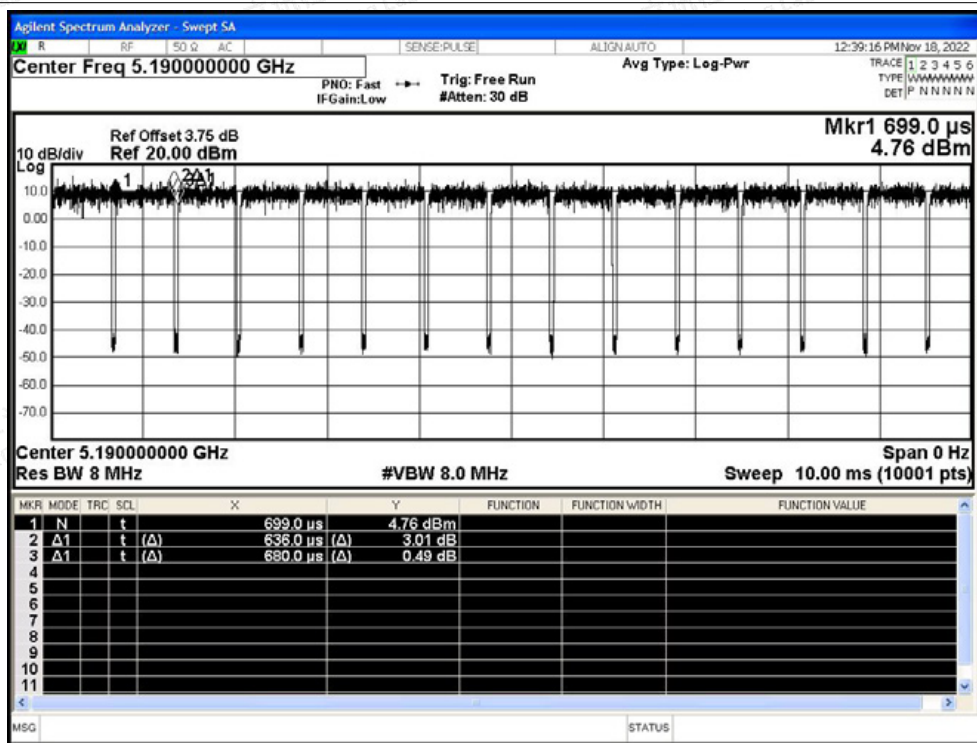 Agilent Spectrum Analyzer - Swept SA
R RF 50 Ω AC SENSE:PULSE ALIGNAUTO 12:39:16 PMNov 18, 2022
Center Freq 5.190000000 GHz
PNO: Fast
IFGain:Low
Trig: Free Run
#Atten: 30 dB
Avg Type: Log-Pwr
TRACE 1 2 3 4 5 6
TYPE WWWWWW
DET P N N N N N
Ref Offset 3.75 dB
10 dB/div Ref 20.00 dBm
Log
Mkr1 699.0 µs
4.76 dBm
1
10.0
0.00
-10.0
-20.0
-30.0
-40.0
-50.0
-60.0
-70.0
Center 5.190000000 GHz Span 0 Hz
Res BW 8 MHz #VBW 8.0 MHz Sweep 10.00 ms (10001 pts)
MKR MODE TRC SCL X Y FUNCTION FUNCTION WIDTH FUNCTION VALUE
1 N t 699.0 µs 4.76 dBm
2 Δ1 t (Δ) 636.0 µs (Δ) 3.01 dB
3 Δ1 t (Δ) 680.0 µs (Δ) 0.49 dB
4
5
6
7
8
9
10
11
MSG STATUS